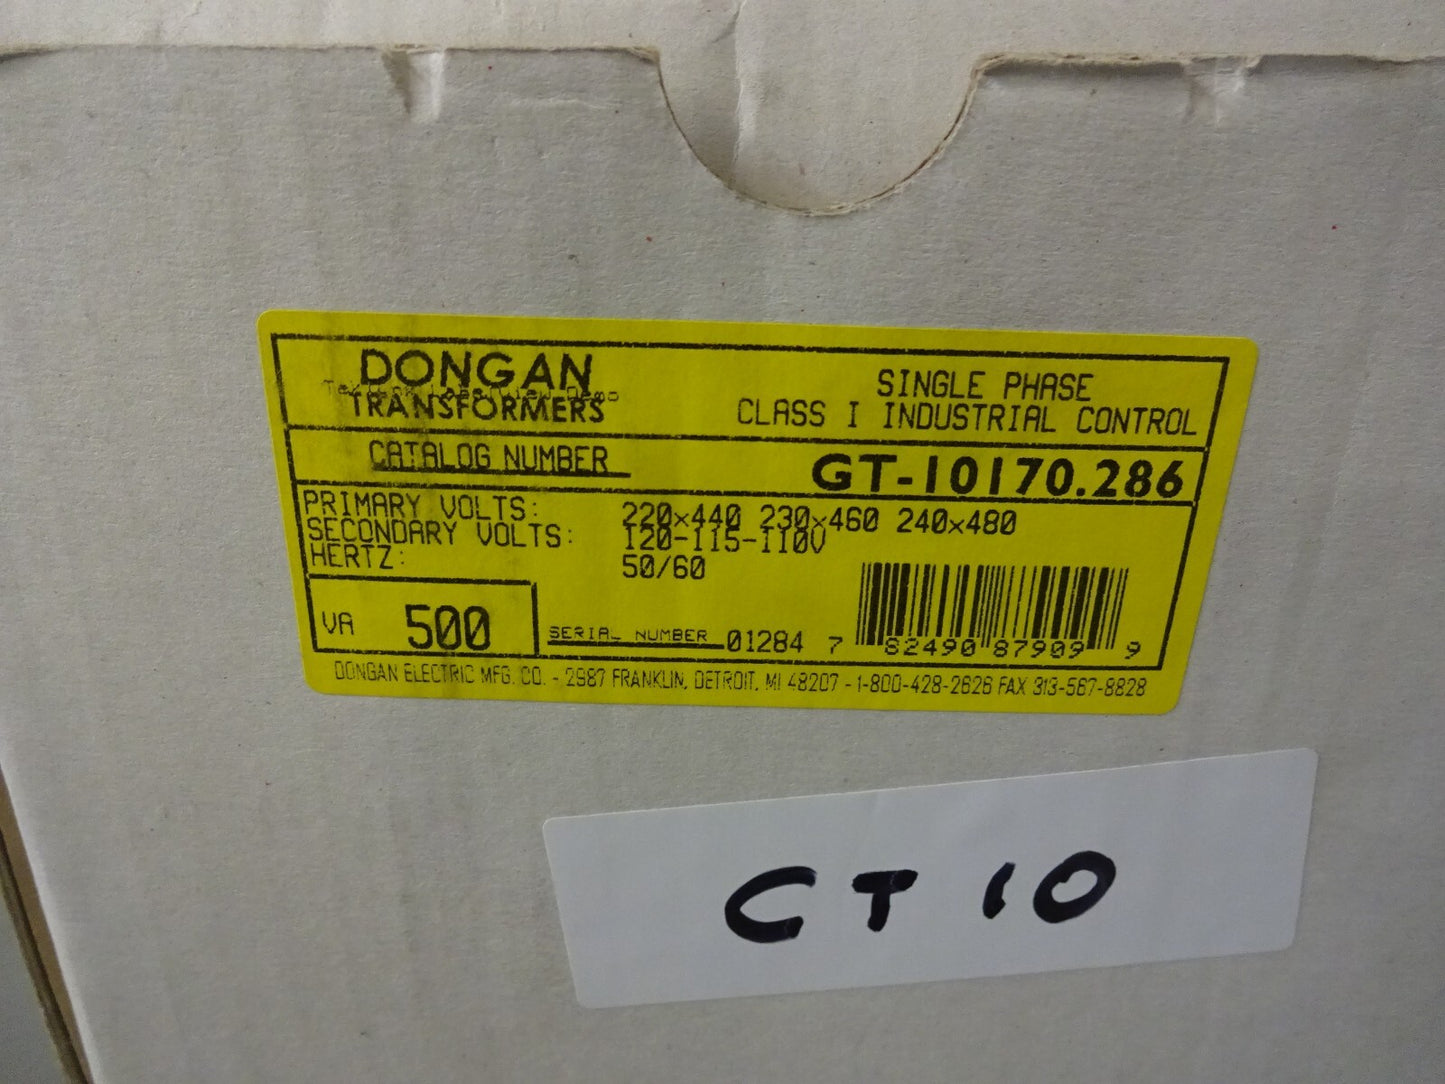 DONGAN
TRANSFORMERS
SINGLE PHASE
CLASS I INDUSTRIAL CONTROL
CATALOG NUMBER GT-10170.286
PRIMARY VOLTS: 220x440 230x460 240x480
SECONDARY VOLTS: 120-115-110V
HERTZ: 50/60
VA 500 SERIAL NUMBER 01284 7 82490 87909 9
DONGAN ELECTRIC MFG. CO. - 2987 FRANKLIN, DETROIT, MI 48207 - 1-800-428-2626 FAX 313-567-8828
CT 10